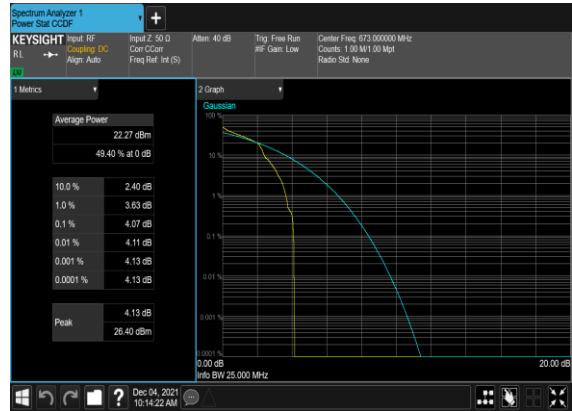 Spectrum Analyzer 1
Power Stat CCDF
+
KEYSIGHT
Input: RF
Coupling: DC
Align: Auto
Input Z: 50 Ω
Corr CCorr
Freq Ref: Int (S)
Atten: 40 dB
Trig: Free Run
#IF Gain: Low
Center Freq: 673.000000 MHz
Counts: 1.00 M/1.00 Mpt
Radio Std: None
R L
LXI
1 Metrics
Average Power
22.27 dBm
49.40 % at 0 dB
10.0 % 2.40 dB
1.0 % 3.63 dB
0.1 % 4.07 dB
0.01 % 4.11 dB
0.001 % 4.13 dB
0.0001 % 4.13 dB
Peak
4.13 dB
26.40 dBm
2 Graph
Gaussian
100 %
10 %
1 %
0.1 %
0.01 %
0.001 %
0.0001 %
0.00 dB
20.00 dB
Info BW 25.000 MHz
?
Dec 04, 2021
10:14:22 AM